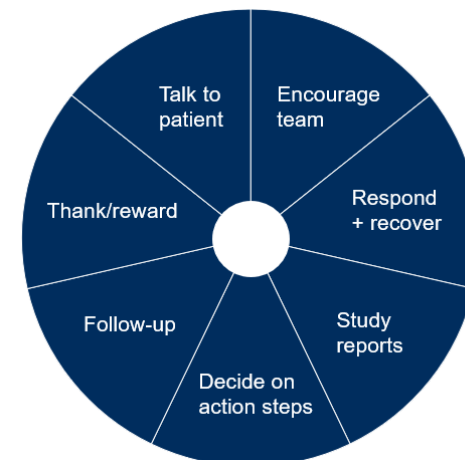 Talk to
patient
Encourage
team
Respond
+ recover
Study
reports
Decide on
action steps
Follow-up
Thank/reward